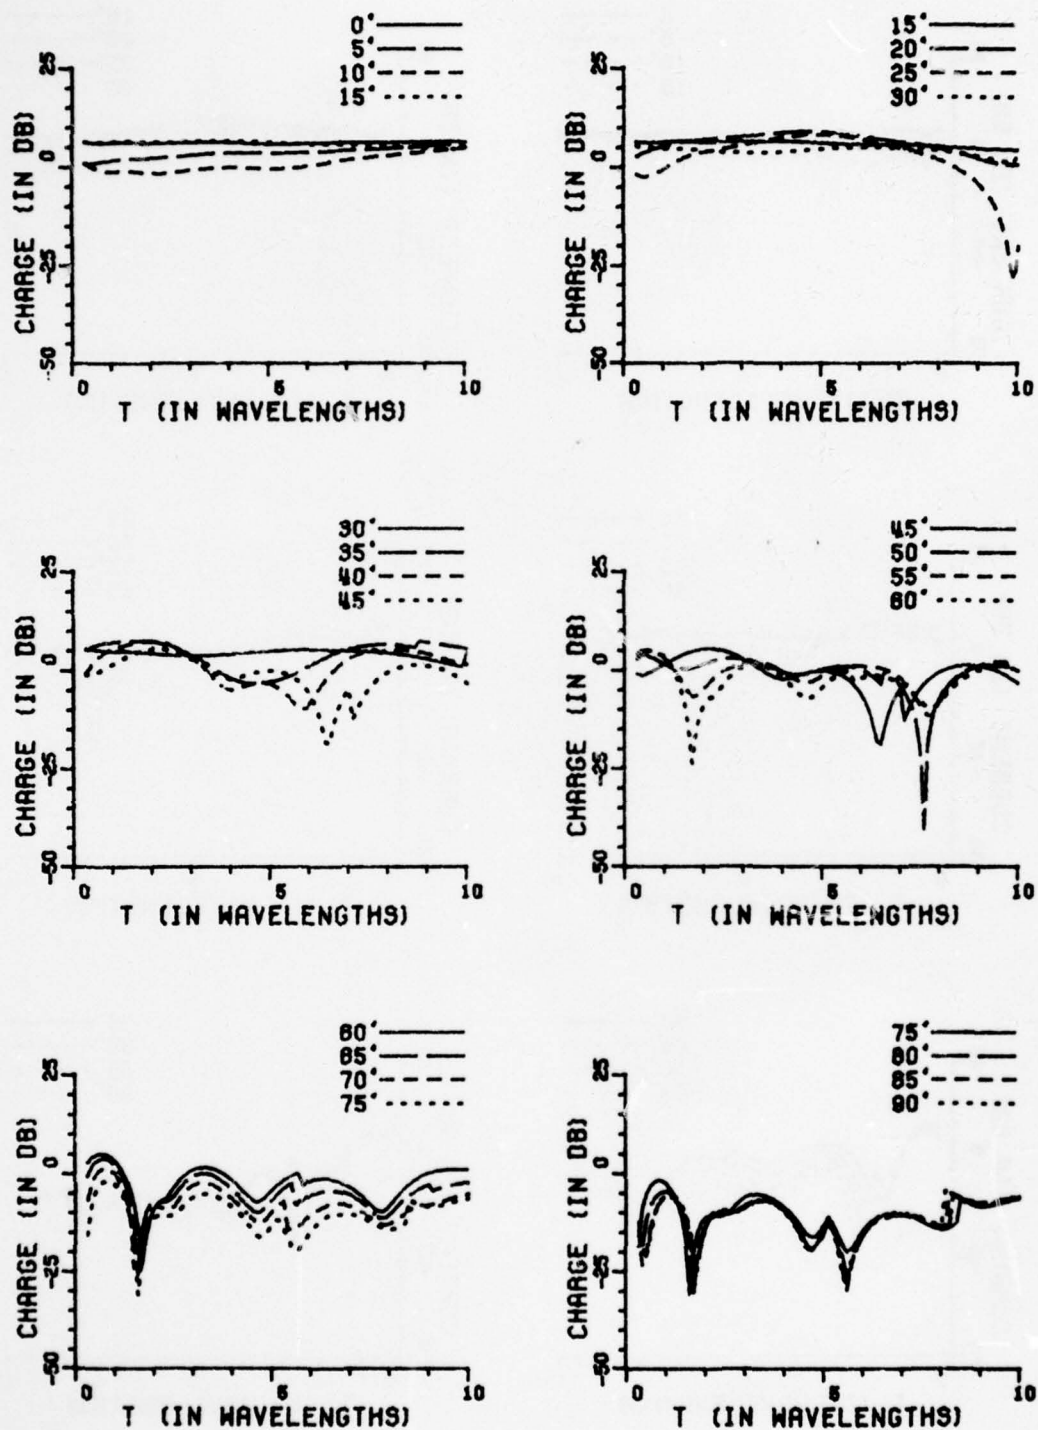 0°
5°
10°
15°
25
0
-25
-50
CHARGE (IN DB)
0 5 10
T (IN WAVELENGTHS)
15°
20°
25°
30°
25
0
-25
-50
CHARGE (IN DB)
0 5 10
T (IN WAVELENGTHS)
30°
35°
40°
45°
25
0
-25
-50
CHARGE (IN DB)
0 5 10
T (IN WAVELENGTHS)
45°
50°
55°
60°
25
0
-25
-50
CHARGE (IN DB)
0 5 10
T (IN WAVELENGTHS)
60°
65°
70°
75°
25
0
-25
-50
CHARGE (IN DB)
0 5 10
T (IN WAVELENGTHS)
75°
80°
85°
90°
25
0
-25
-50
CHARGE (IN DB)
0 5 10
T (IN WAVELENGTHS)